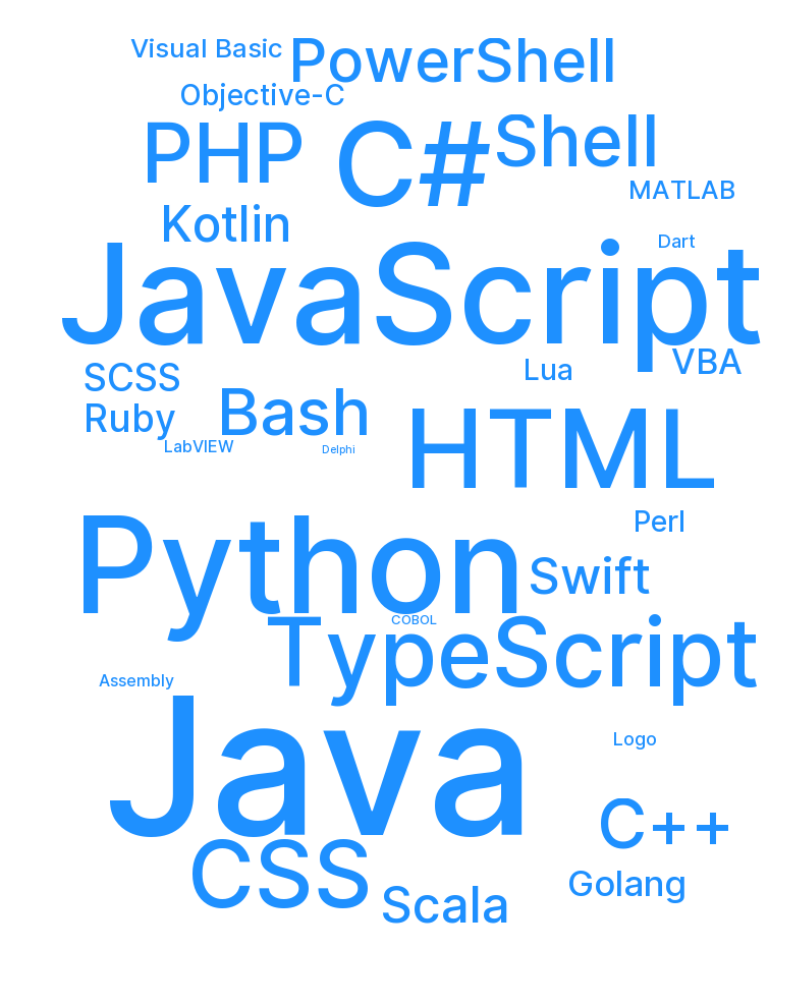 Visual Basic
PowerShell
Objective-C
PHP
C#
Shell
MATLAB
Kotlin
Dart
JavaScript
VBA
Lua
SCSS
Bash
Ruby
HTML
LabVIEW
Delphi
Perl
Python
Swift
COBOL
TypeScript
Assembly
Java
Logo
C++
CSS
Golang
Scala